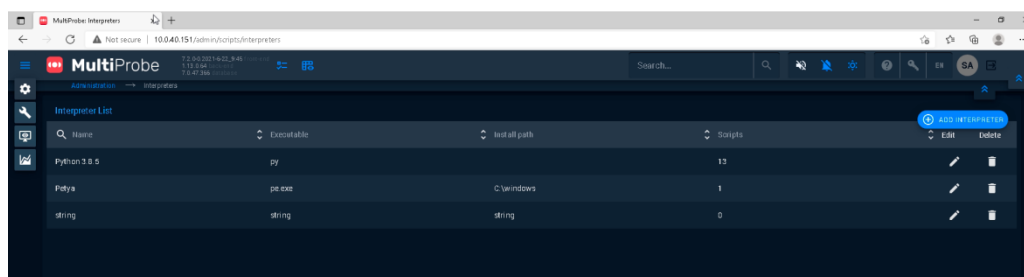 MultiProbe: Interpreters
Not secure | 10.0.40.151/admin/scripts/interpreters
MultiProbe
Search...
EN
SA
Administration → Interpreters
Interpreter List
ADD INTERPRETER
Name Executable Install path Scripts Edit Delete
Python 3.8.5 py 13
Petya pe.exe C:\windows 1
string string string 0